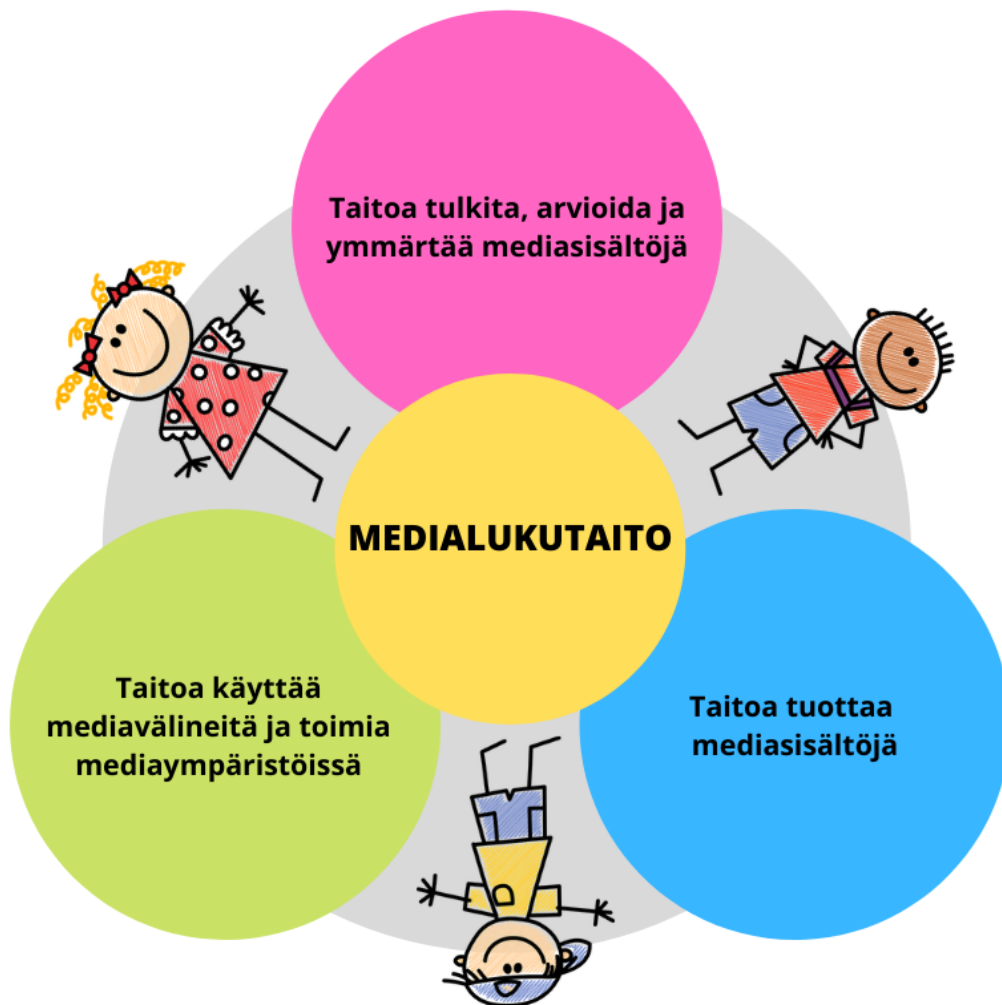 Taitoa tulkita, arvioida ja
ymmärtää mediasisältöjä
MEDIALUKUTAITO
Taitoa käyttää
mediavälineitä ja toimia
mediaympäristöissä
Taitoa tuottaa
mediasisältöjä